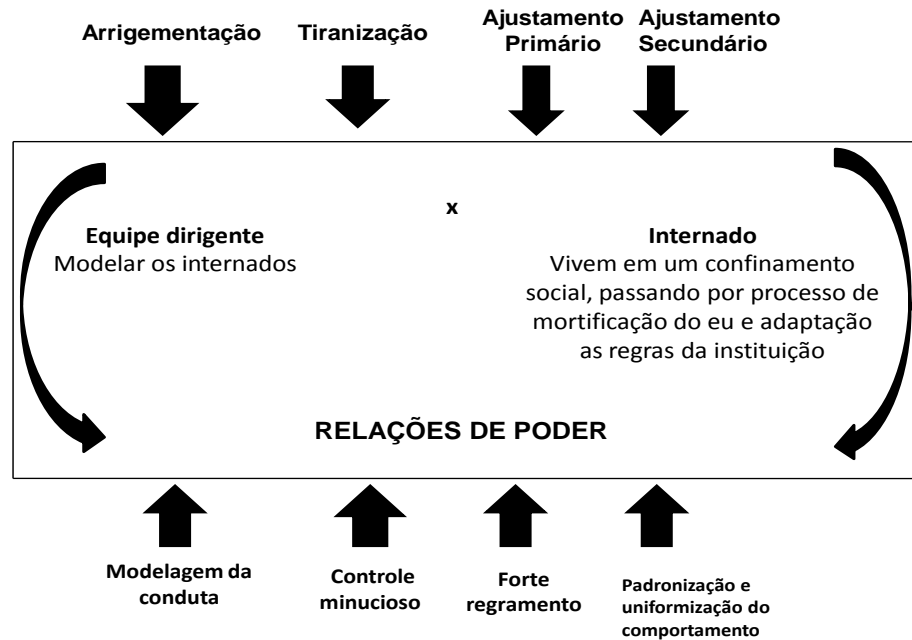 Arrigementação
Tiranização
Ajustamento
Primário
Ajustamento
Secundário
x
Equipe dirigente
Modelar os internados
Internado
Vivem em um confinamento
social, passando por processo de
mortificação do eu e adaptação
as regras da instituição
RELAÇÕES DE PODER
Modelagem da
conduta
Controle
minucioso
Forte
regramento
Padronização e
uniformização do
comportamento